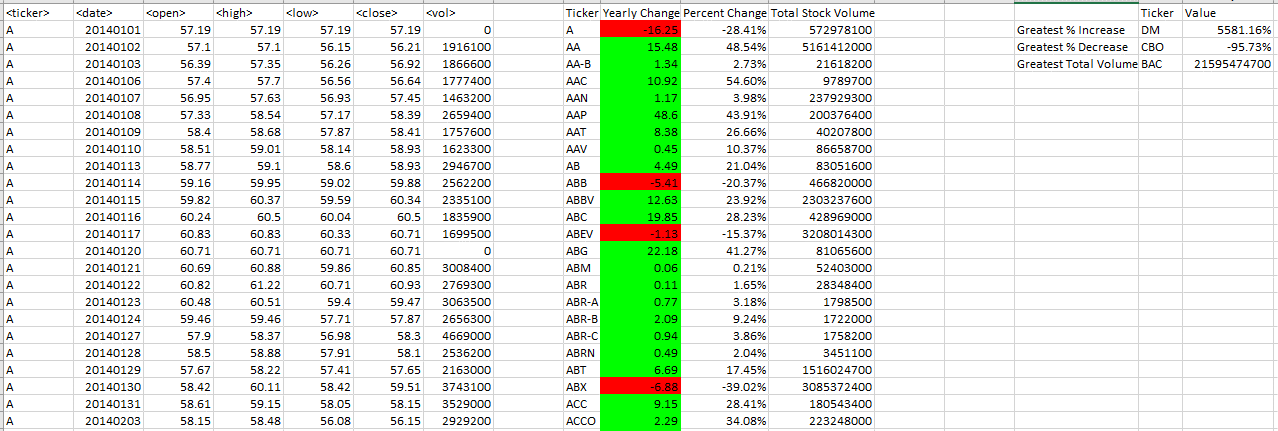 <ticker> <date> <open> <high> <low> <close> <vol> Ticker Yearly Change Percent Change Total Stock Volume Ticker Value
A 20140101 57.19 57.19 57.19 57.19 0 A -16.25 -28.41% 572978100 Greatest % Increase DM 5581.16%
A 20140102 57.1 57.1 56.15 56.21 1916100 AA 15.48 48.54% 5161412000 Greatest % Decrease CBO -95.73%
A 20140103 56.39 57.35 56.26 56.92 1866600 AA-B 1.34 2.73% 21618200 Greatest Total Volume BAC 21595474700
A 20140106 57.4 57.7 56.56 56.64 1777400 AAC 10.92 54.60% 9789700
A 20140107 56.95 57.63 56.93 57.45 1463200 AAN 1.17 3.98% 237929300
A 20140108 57.33 58.54 57.17 58.39 2659400 AAP 48.6 43.91% 200376400
A 20140109 58.4 58.68 57.87 58.41 1757600 AAT 8.38 26.66% 40207800
A 20140110 58.51 59.01 58.14 58.93 1623300 AAV 0.45 10.37% 86658700
A 20140113 58.77 59.1 58.6 58.93 2946700 AB 4.49 21.04% 83051600
A 20140114 59.16 59.95 59.02 59.88 2562200 ABB -5.41 -20.37% 466820000
A 20140115 59.82 60.37 59.59 60.34 2335100 ABBV 12.63 23.92% 2303237600
A 20140116 60.24 60.5 60.04 60.5 1835900 ABC 19.85 28.23% 428969000
A 20140117 60.83 60.83 60.33 60.71 1699500 ABEV -1.13 -15.37% 3208014300
A 20140120 60.71 60.71 60.71 60.71 0 ABG 22.18 41.27% 81065600
A 20140121 60.69 60.88 59.86 60.85 3008400 ABM 0.06 0.21% 52403000
A 20140122 60.82 61.22 60.71 60.93 2769300 ABR 0.11 1.65% 28348400
A 20140123 60.48 60.51 59.4 59.47 3063500 ABR-A 0.77 3.18% 1798500
A 20140124 59.46 59.46 57.71 57.87 2656300 ABR-B 2.09 9.24% 1722000
A 20140127 57.9 58.37 56.98 58.3 4669000 ABR-C 0.94 3.86% 1758200
A 20140128 58.5 58.88 57.91 58.1 2536200 ABRN 0.49 2.04% 3451100
A 20140129 57.67 58.22 57.41 57.65 2163000 ABT 6.69 17.45% 1516024700
A 20140130 58.42 60.11 58.42 59.51 3743100 ABX -6.88 -39.02% 3085372400
A 20140131 58.61 59.15 58.05 58.15 3529000 ACC 9.15 28.41% 180543400
A 20140203 58.15 58.48 56.08 56.15 2929200 ACCO 2.29 34.08% 223248000